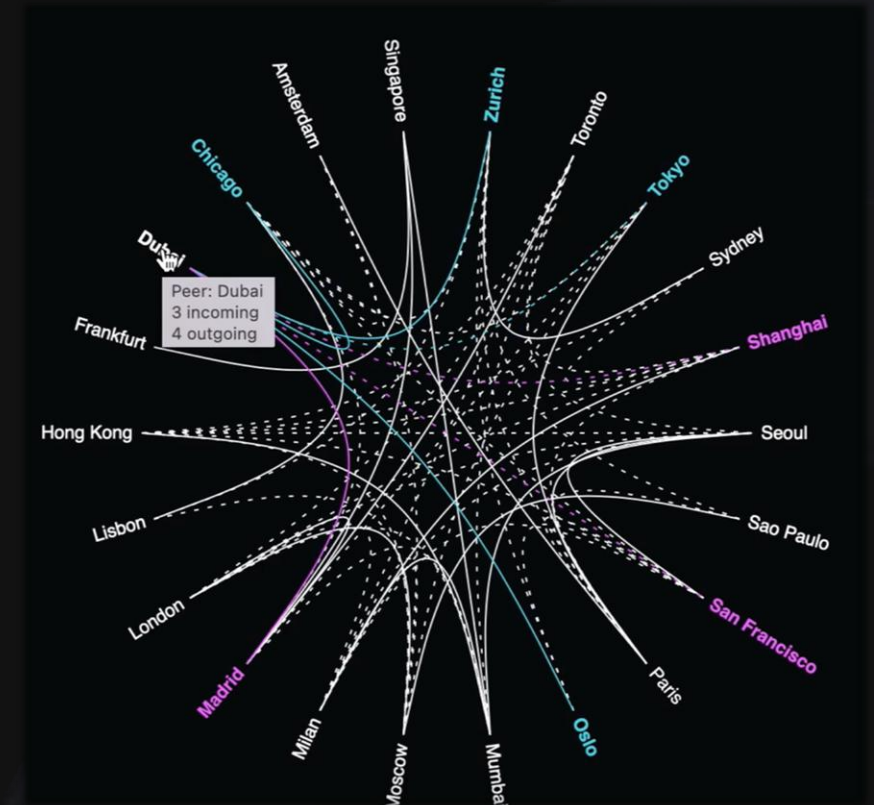 Singapore
Amsterdam
Zurich
Toronto
Chicago
Tokyo
Sydney
Peer: Dubai
3 incoming
4 outgoing
Frankfurt
Shanghai
Hong Kong
Seoul
Lisbon
Sao Paulo
London
San Francisco
Madrid
Paris
Milan
Oslo